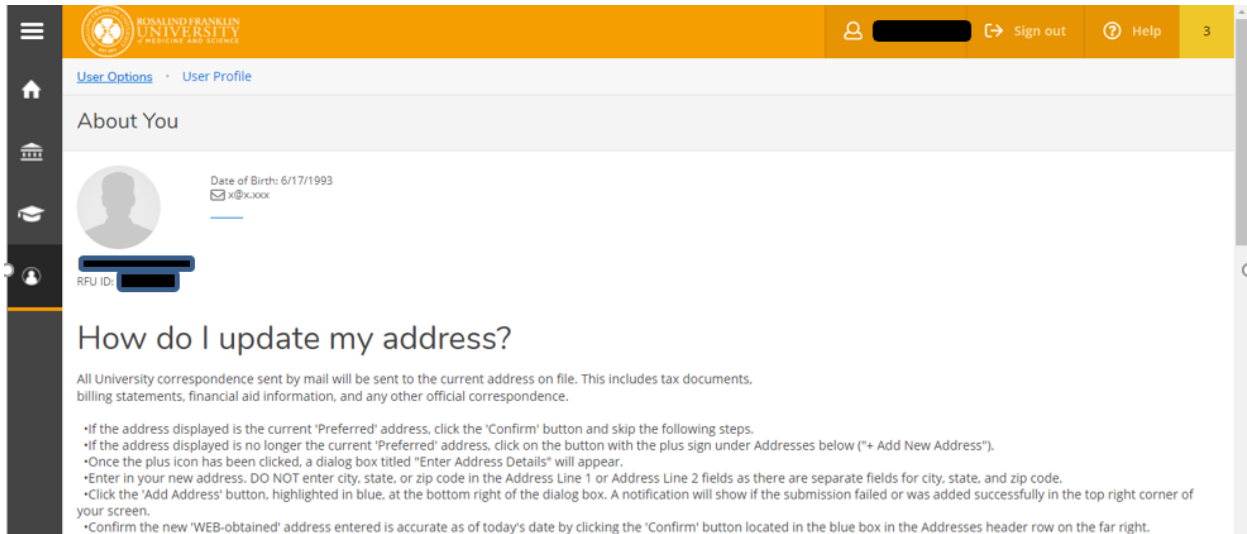 ROSALIND FRANKLIN
UNIVERSITY
of MEDICINE AND SCIENCE
Sign out
Help
3
User Options · User Profile
About You
Date of Birth: 6/17/1993
x@x.xxx
RFU ID:
How do I update my address?
All University correspondence sent by mail will be sent to the current address on file. This includes tax documents,
billing statements, financial aid information, and any other official correspondence.
•If the address displayed is the current 'Preferred' address, click the 'Confirm' button and skip the following steps.
•If the address displayed is no longer the current 'Preferred' address, click on the button with the plus sign under Addresses below ("+ Add New Address").
•Once the plus icon has been clicked, a dialog box titled "Enter Address Details" will appear.
•Enter in your new address. DO NOT enter city, state, or zip code in the Address Line 1 or Address Line 2 fields as there are separate fields for city, state, and zip code.
•Click the 'Add Address' button, highlighted in blue, at the bottom right of the dialog box. A notification will show if the submission failed or was added successfully in the top right corner of
your screen.
•Confirm the new 'WEB-obtained' address entered is accurate as of today's date by clicking the 'Confirm' button located in the blue box in the Addresses header row on the far right.